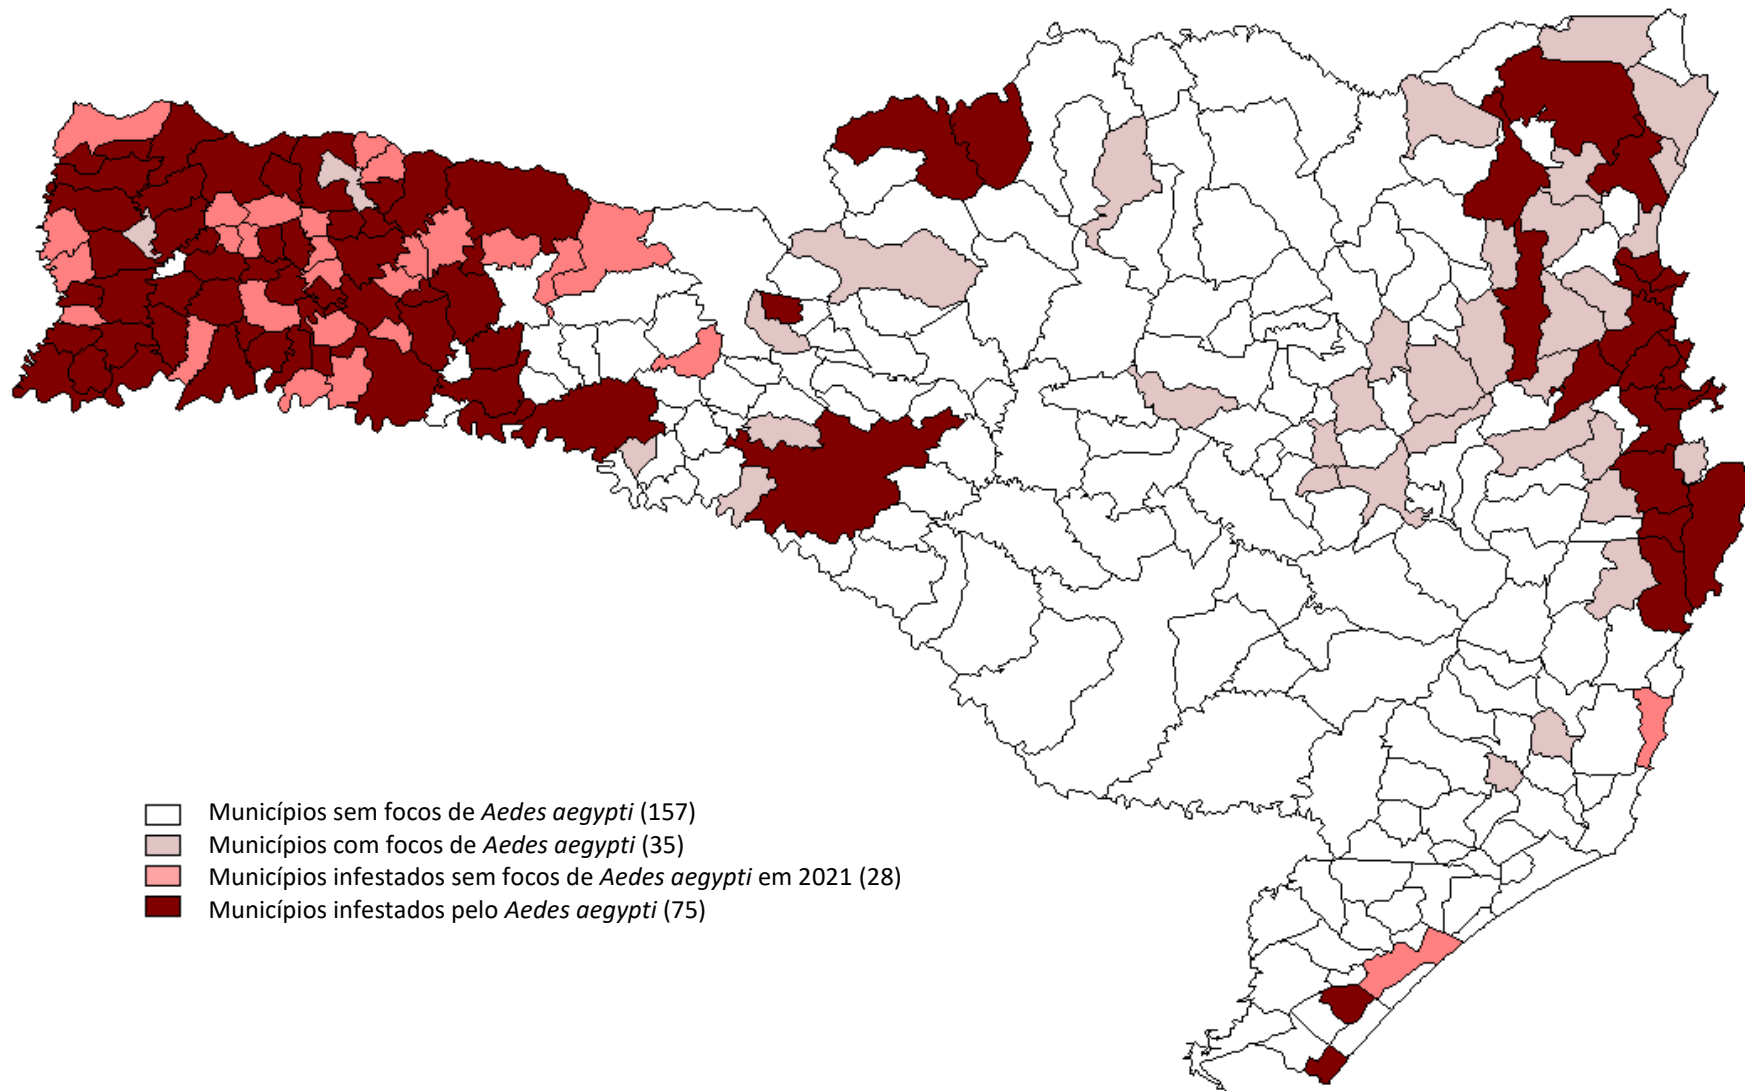 Municípios sem focos de Aedes aegypti (157)
Municípios com focos de Aedes aegypti (35)
Municípios infestados sem focos de Aedes aegypti em 2021 (28)
Municípios infestados pelo Aedes aegypti (75)